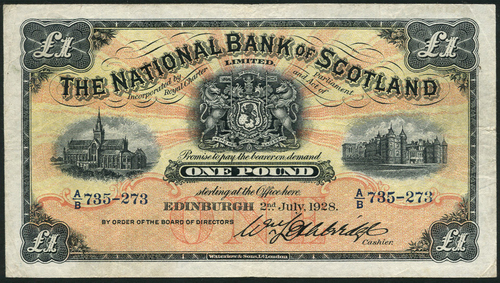 £1 £1
THE NATIONAL BANK OF SCOTLAND
LIMITED.
Incorporated by Royal Charter and Act of Parliament
Promise to pay the bearer on demand
ONE POUND
sterling at the Office here.
A/B 735-273 A/B 735-273
EDINBURGH 2nd July, 1928.
BY ORDER OF THE BOARD OF DIRECTORS
Cashier.
£1 £1
Waterlow & Sons, Ld London